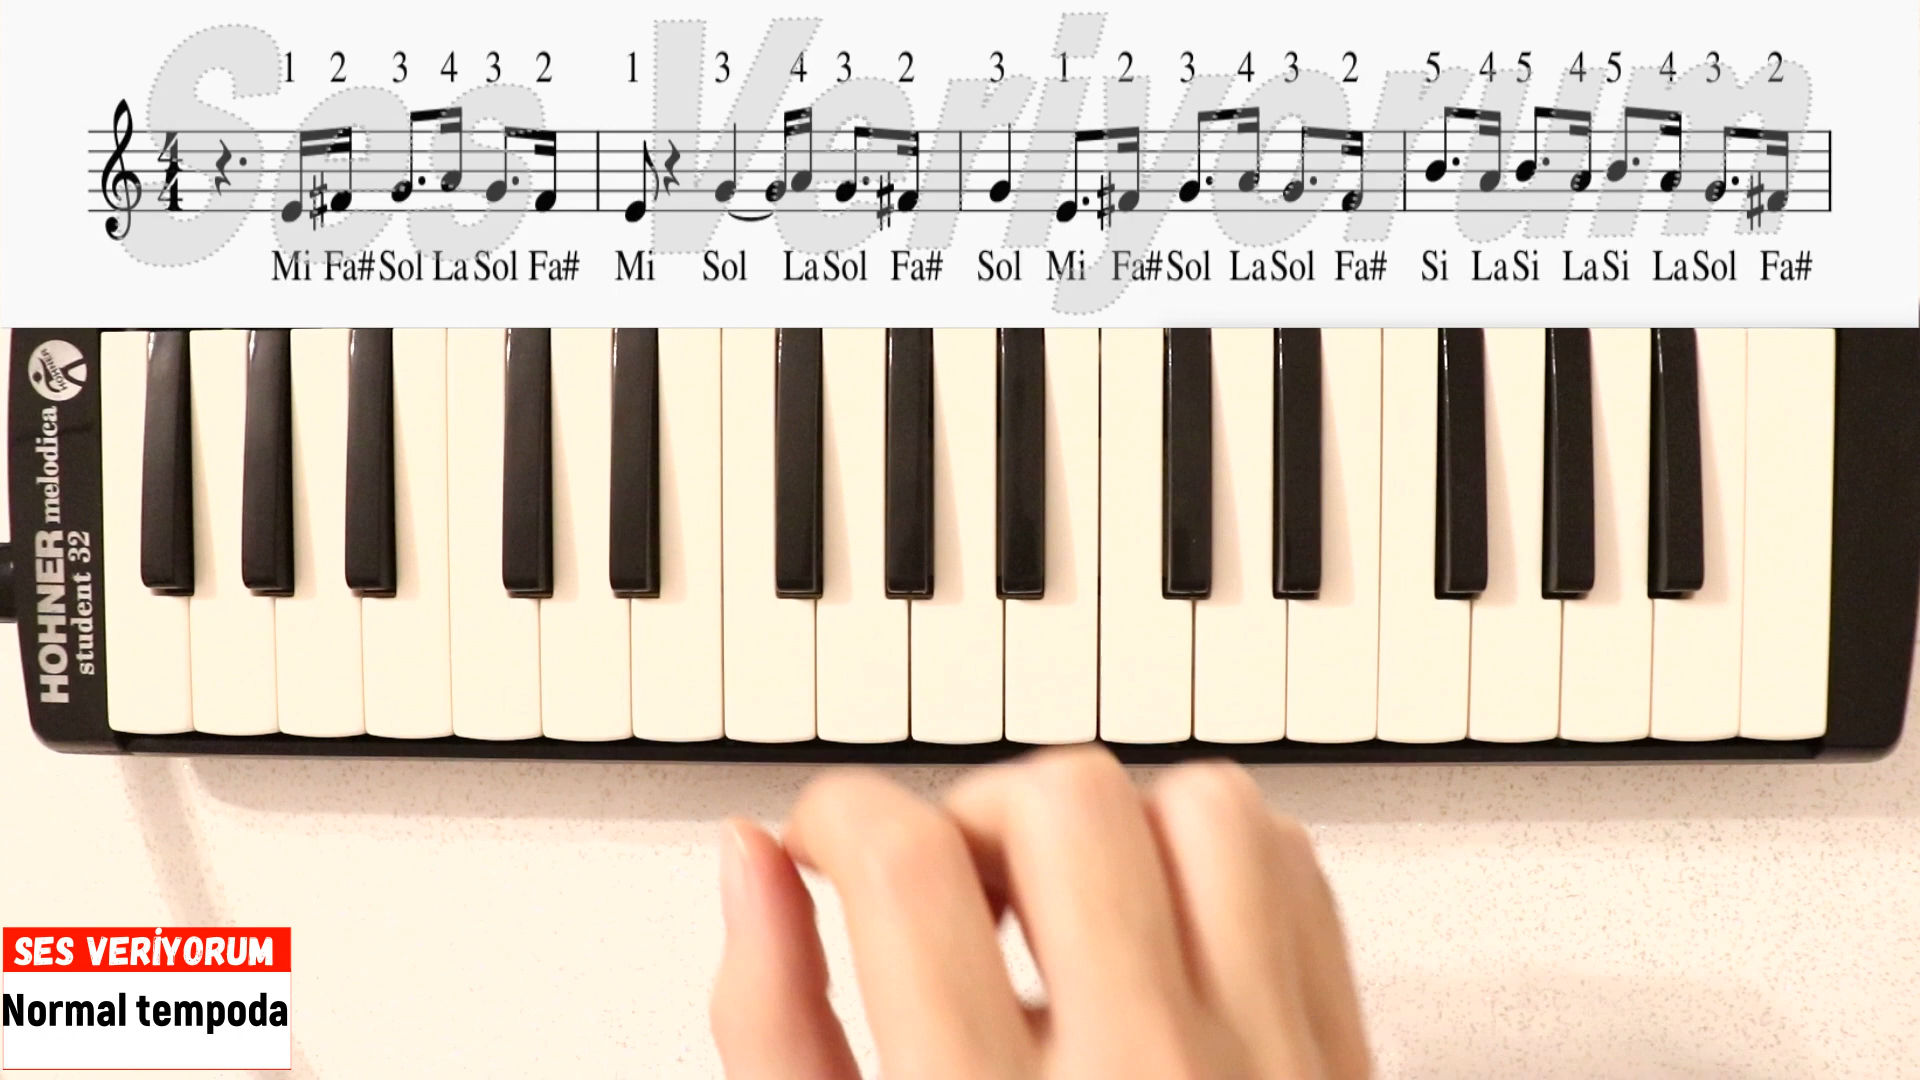 Ses Veriyorum
1 2 3 4 3 2 1 3 4 3 2 3 1 2 3 4 3 2 5 4 5 4 5 4 3 2
4
4
Mi Fa# Sol La Sol Fa# Mi Sol La Sol Fa# Sol Mi Fa# Sol La Sol Fa# Si La Si La Si La Sol Fa#
HOHNER
HOHNER melodica
student 32
SES VERİYORUM
Normal tempoda